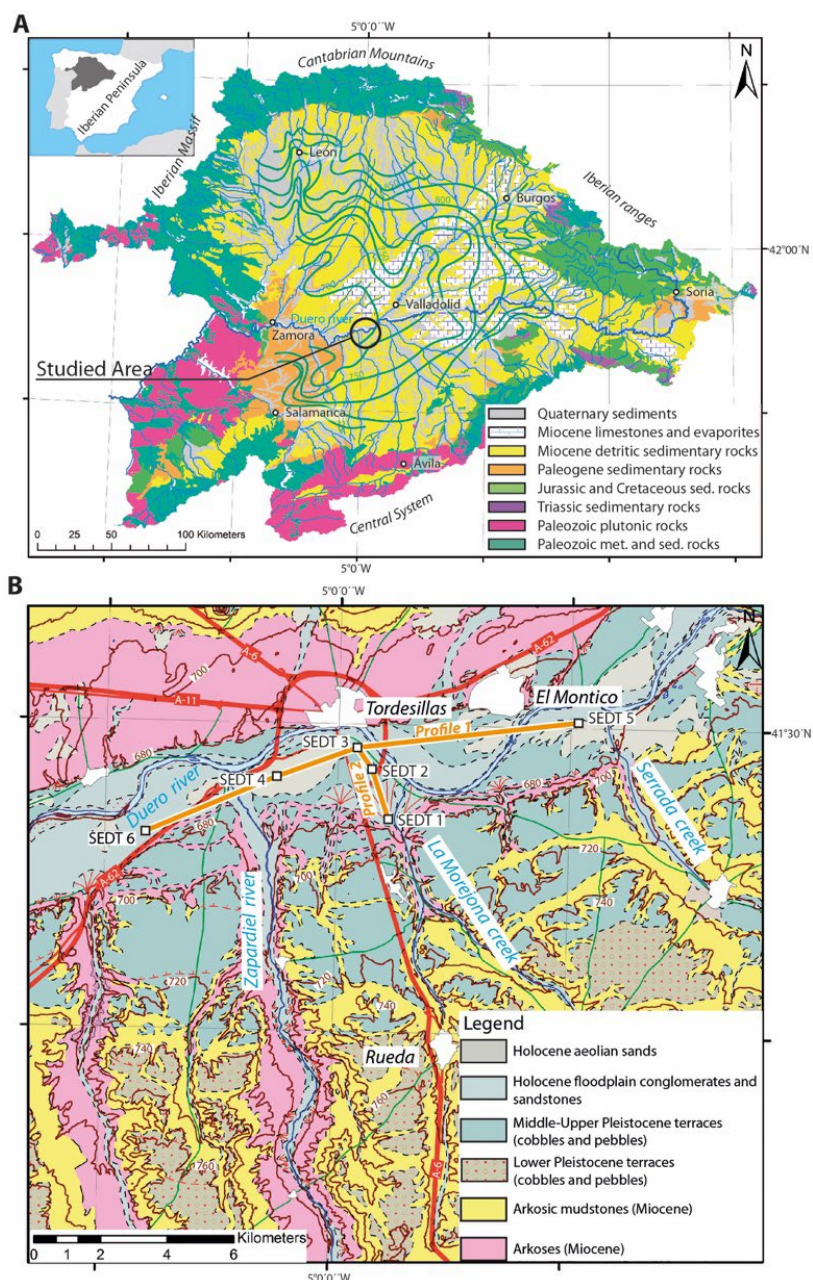 A
5°0'0''W
N
Cantabrian Mountains
Iberian Peninsula
Iberian Massif
León
800
Burgos
Iberian ranges
42°00'N
Soria
Valladolid
700
Duero river
Zamora
Studied Area
750
Salamanca
Ávila
Central System
Quaternary sediments
Miocene limestones and evaporites
Miocene detritic sedimentary rocks
Paleogene sedimentary rocks
Jurassic and Cretaceous sed. rocks
Triassic sedimentary rocks
Paleozoic plutonic rocks
Paleozoic met. and sed. rocks
0 25 50 100 Kilometers
5°0'W
B
5°0'0''W
N
A-62
A-6
700
A-11
Tordesillas
El Montico
SEDT 5
Profile 1
41°30'N
SEDT 3
680
SEDT 4
SEDT 2
Profile 2
680
700
Duero river
SEDT 1
SEDT 6
680
Serrada creek
720
La Morejona creek
A-62
700
700
Zapardiel river
740
720
720
740
Rueda
740
760
760
A-6
Legend
Holocene aeolian sands
Holocene floodplain conglomerates and
sandstones
Middle-Upper Pleistocene terraces
(cobbles and pebbles)
Lower Pleistocene terraces
(cobbles and pebbles)
Arkosic mudstones (Miocene)
Arkoses (Miocene)
Kilometers
0 1 2 4 6
5°0'0''W